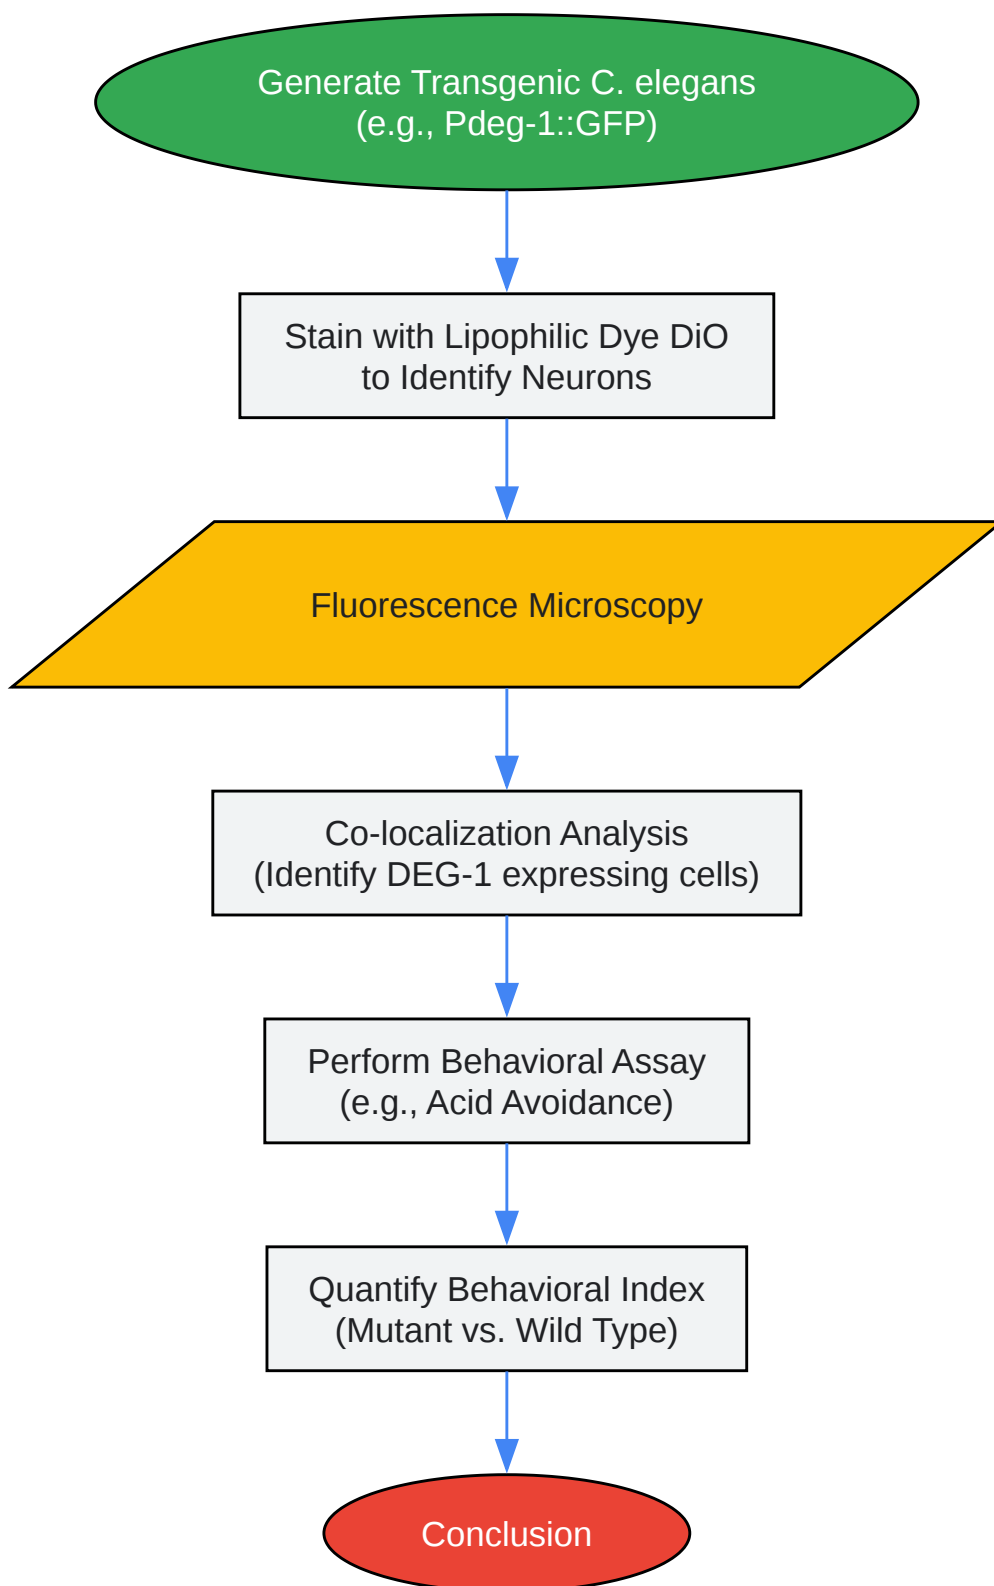 Generate Transgenic C. elegans
(e.g., Pdeg-1::GFP)
Stain with Lipophilic Dye DiO
to Identify Neurons
Fluorescence Microscopy
Co-localization Analysis
(Identify DEG-1 expressing cells)
Perform Behavioral Assay
(e.g., Acid Avoidance)
Quantify Behavioral Index
(Mutant vs. Wild Type)
Conclusion